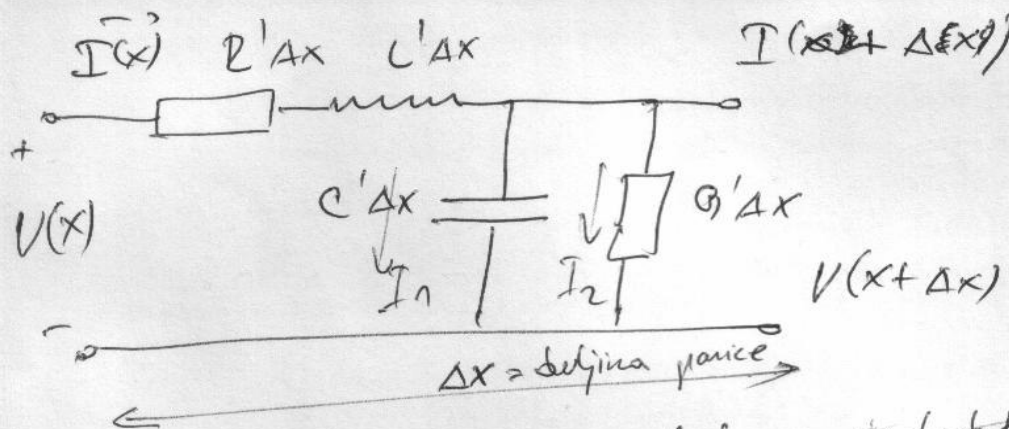 I(x) R'Δx L'Δx I(x + Δx)
+
V(x)
C'Δx G'Δx
I₁ I₂ V(x+ Δx)
-
Δx = duljina parice